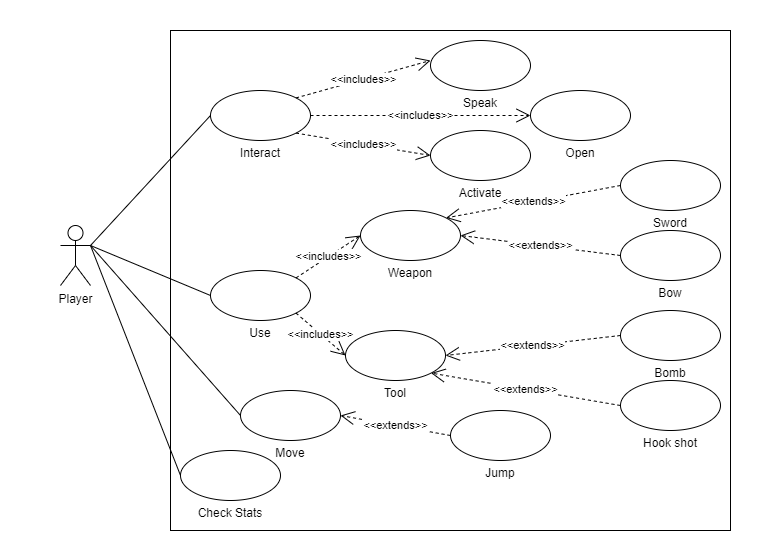 <<includes>>
Speak
<<includes>>
Interact
Open
<<includes>>
Activate
<<extends>>
Sword
<<extends>>
<<includes>>
Weapon
Bow
Player
Use
<<includes>>
<<extends>>
Bomb
Tool
<<extends>>
Hook shot
<<extends>>
Move
Jump
Check Stats